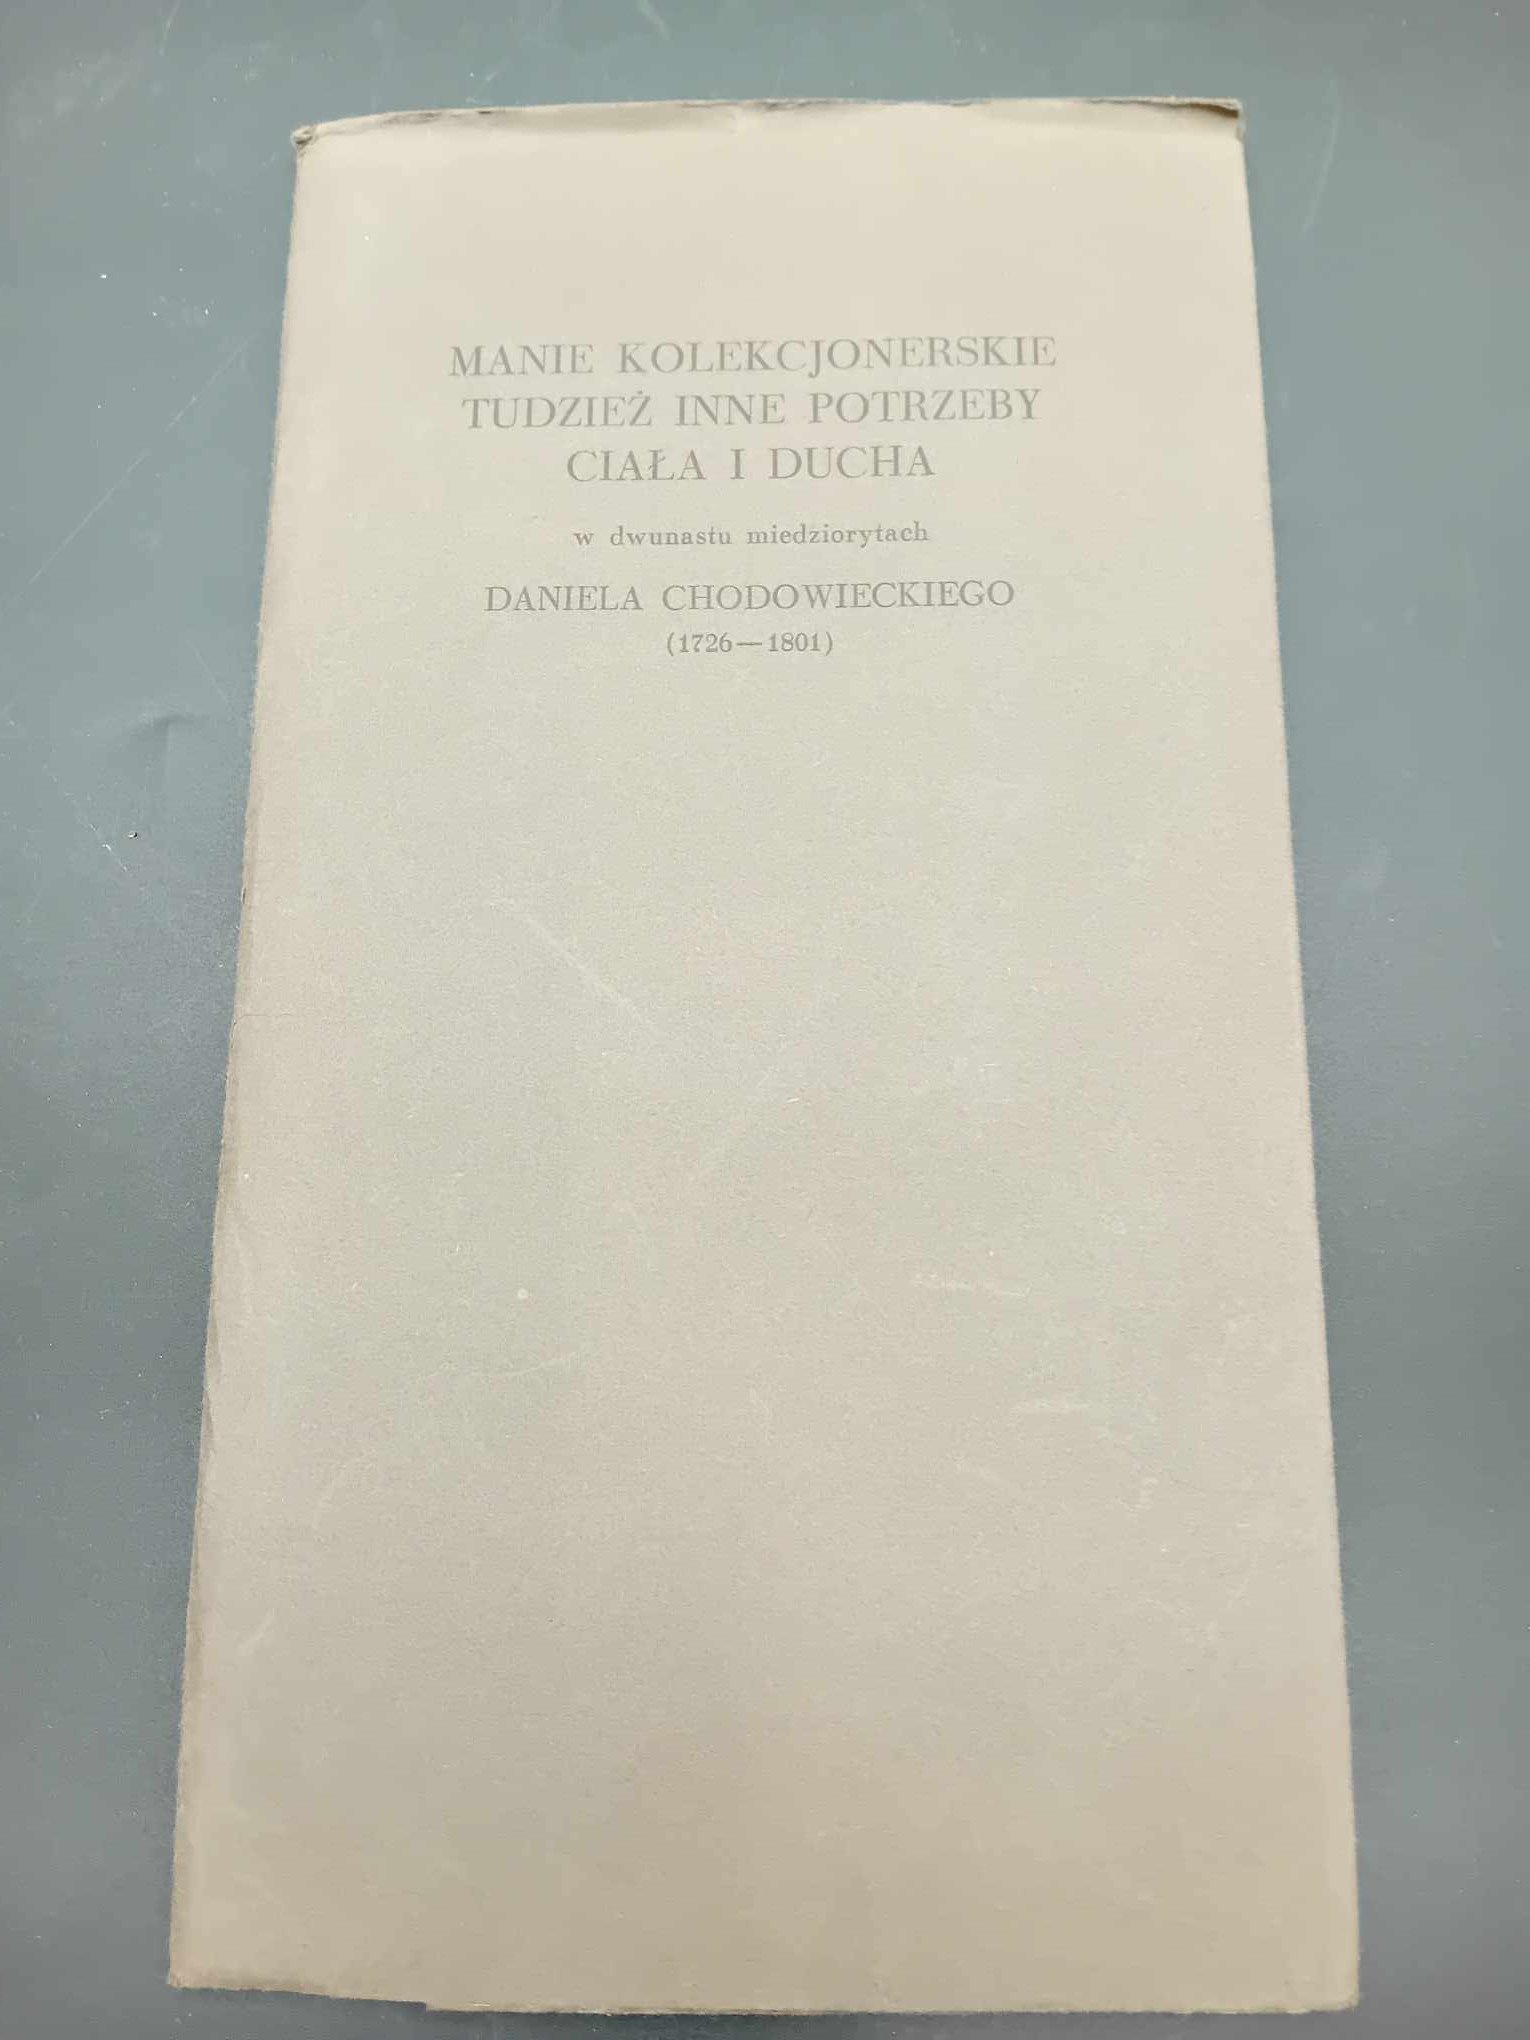 MANIE KOLEKCJONERSKIE
TUDZIEŻ INNE POTRZEBY
CIAŁA I DUCHA
w dwunastu miedziorytach
DANIELA CHODOWIECKIEGO
(1726—1801)